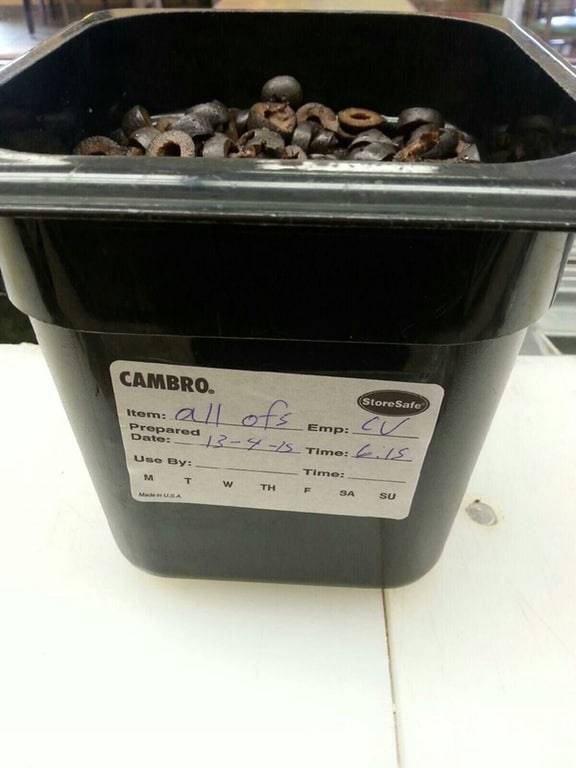 CAMBRO®
StoreSafe®
Item: all ofs Emp: CV
Prepared Date: 13-4-15 Time: 6.15
Use By: Time:
M T W TH F SA SU
Made in U.S.A.